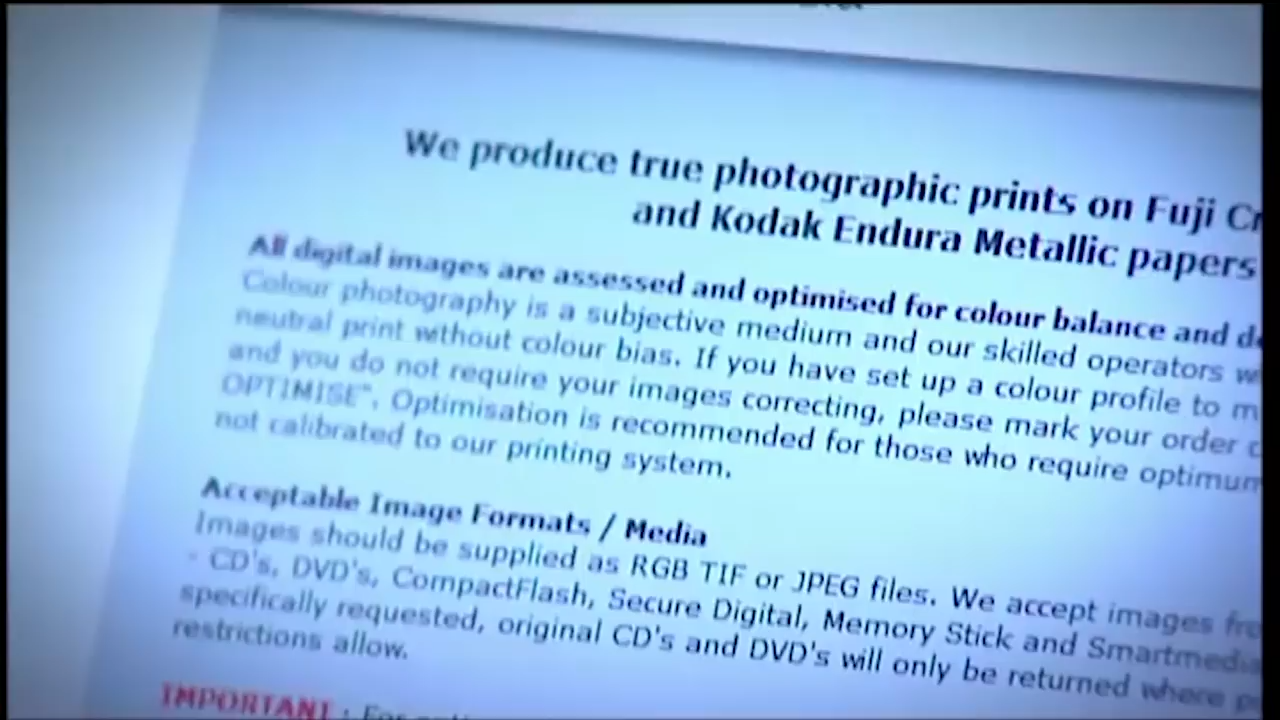 We produce true photographic prints on Fuji
and Kodak Endura Metallic papers
All digital images are assessed and optimised for colour balance and
Colour photography is a subjective medium and our skilled operators
neutral print without colour bias. If you have set up a colour profile to
and you do not require your images correcting, please mark your order
OPTIMISE". Optimisation is recommended for those who require optimum
not calibrated to our printing system.
Acceptable Image Formats / Media
Images should be supplied as RGB TIF or JPEG files. We accept images
- CD's, DVD's, CompactFlash, Secure Digital, Memory Stick and Smartmedia
specifically requested, original CD's and DVD's will only be returned where
restrictions allow.
IMPORTANT : For